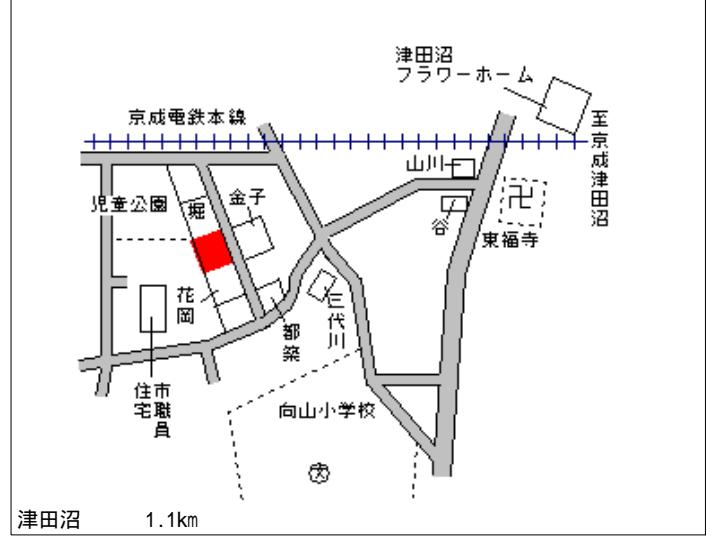 津田沼
フラワーホーム
京成電鉄本線
至京成津田沼
山川
児童公園
堀
金子
谷
東福寺
花岡
三代川
都築
市職員
住宅
向山小学校
文
津田沼 1.1km